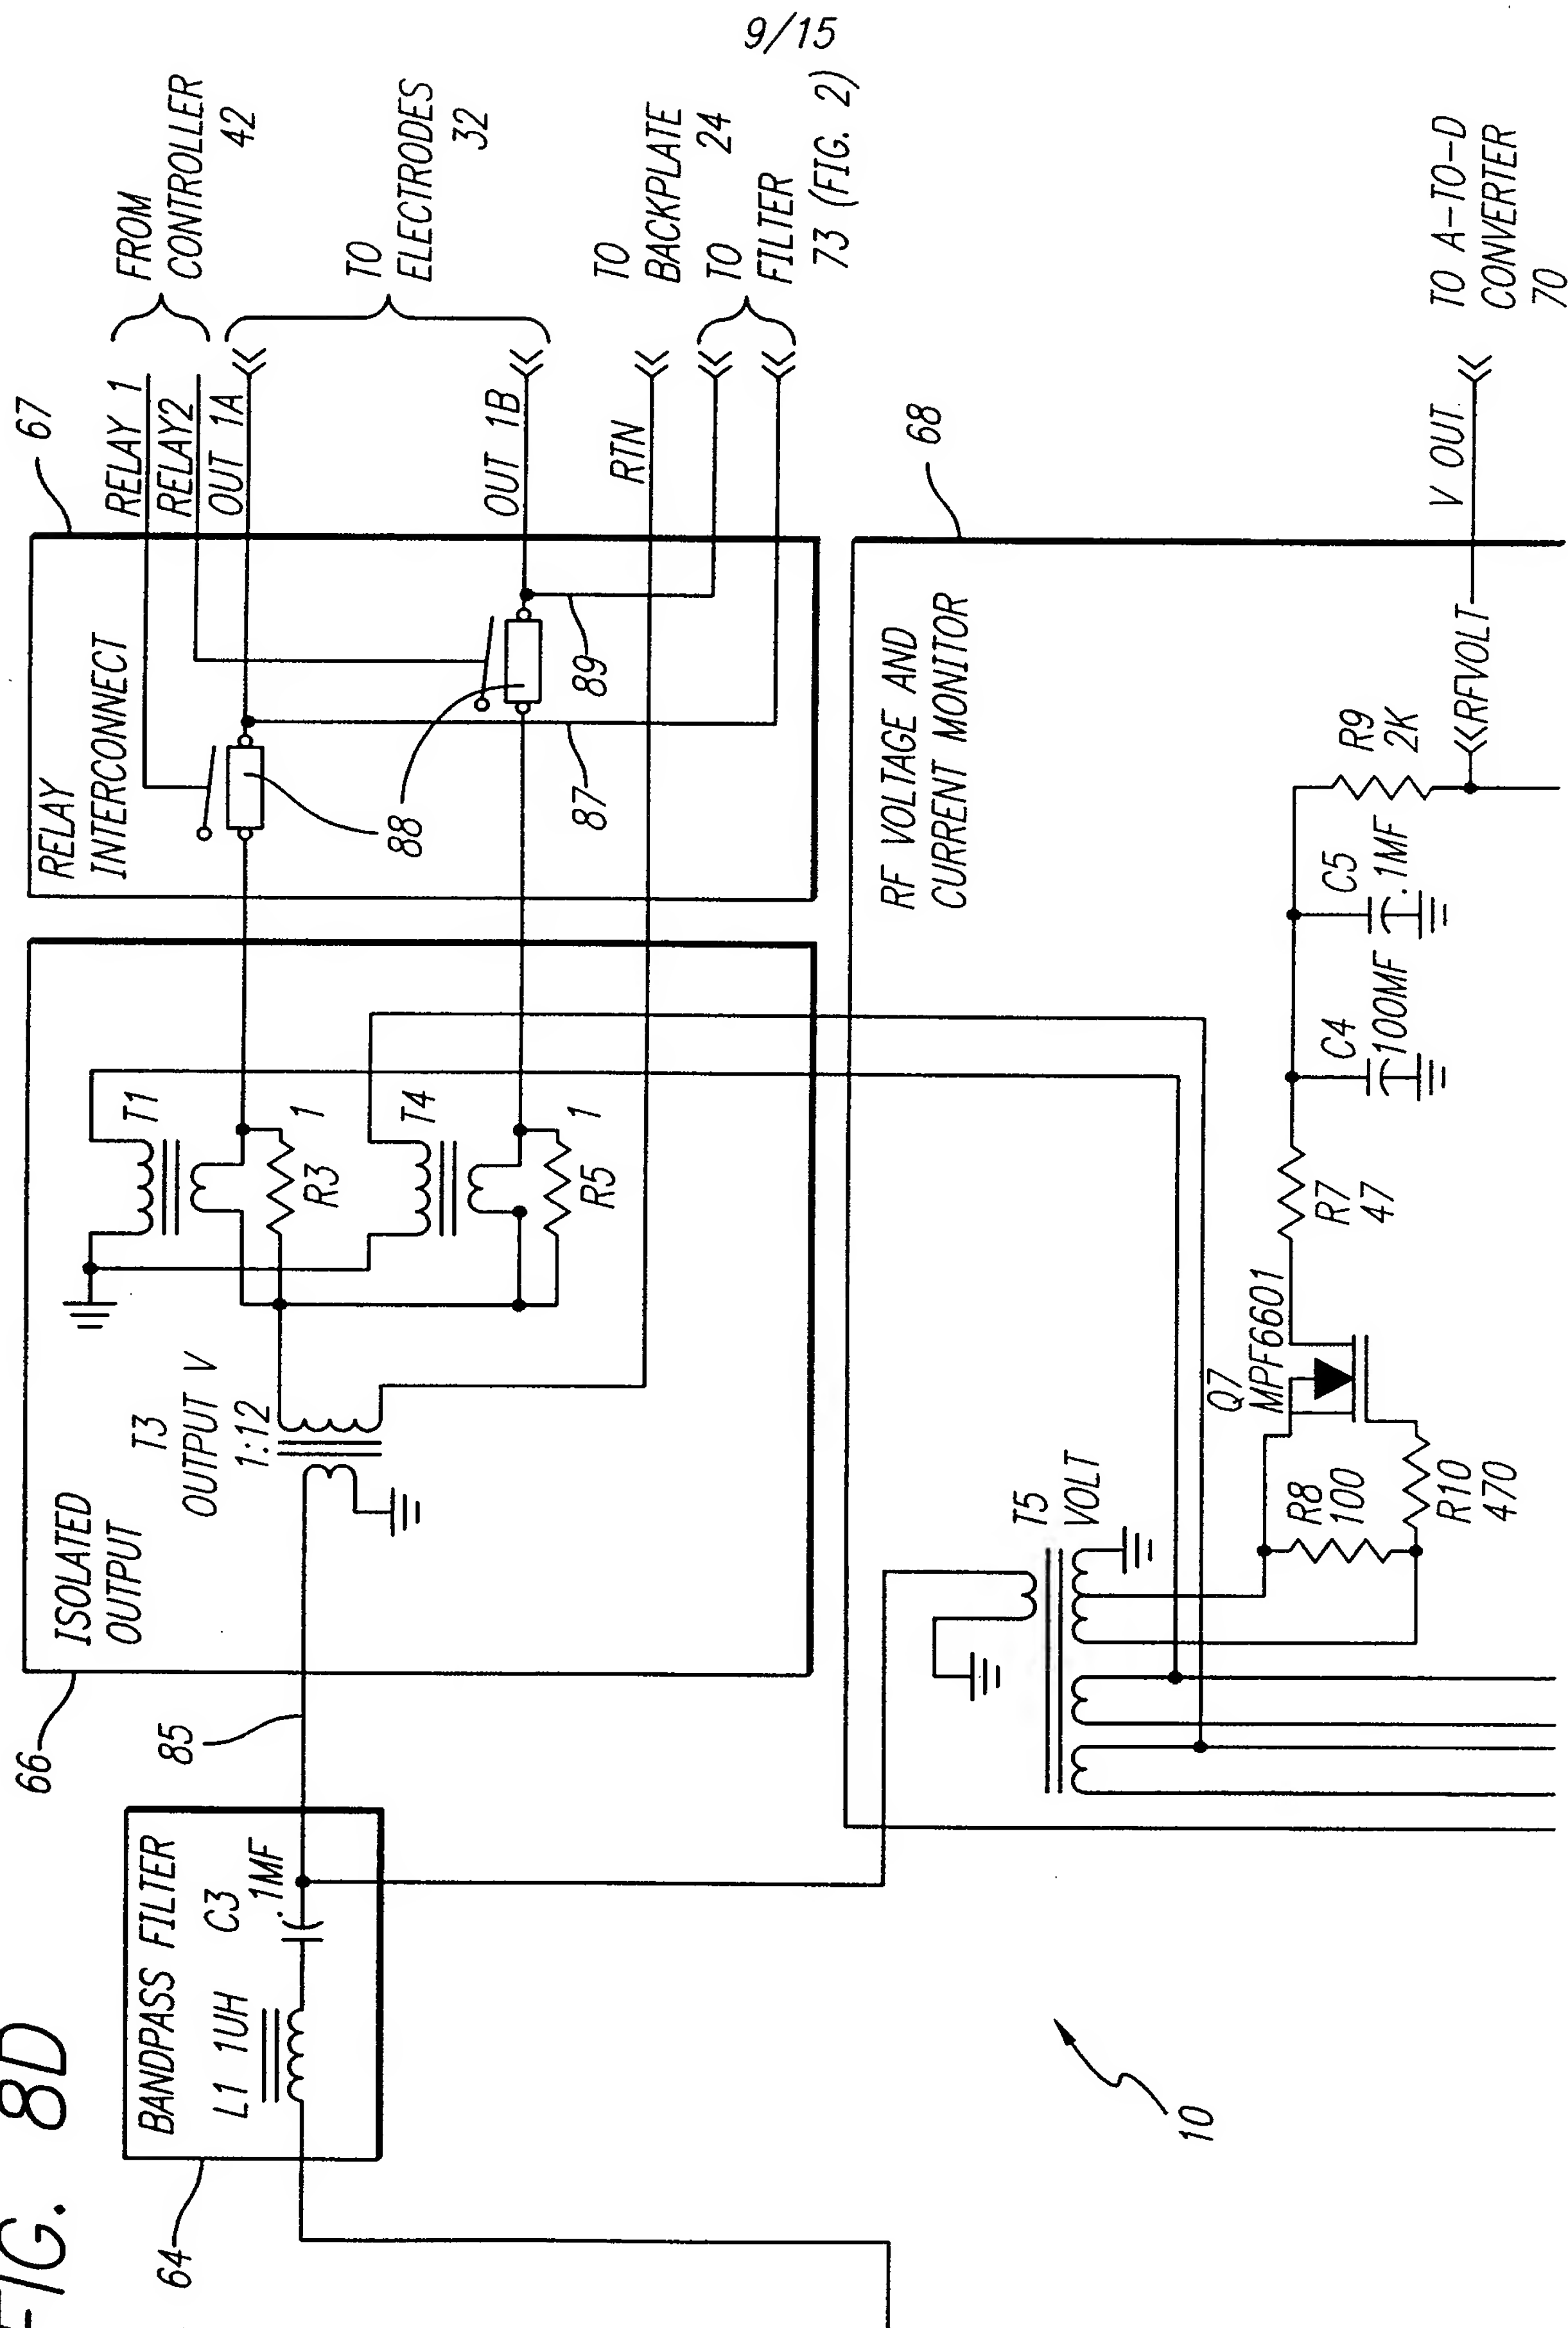 9/15
FIG. 8D
64
BANDPASS FILTER
L1 1UH
C3
.1MF
85
66
ISOLATED
OUTPUT
T3
OUTPUT V
1:12
T1
1
R3
T4
1
R5
67
RELAY
INTERCONNECT
88
87
89
RELAY 1
RELAY2
OUT 1A
OUT 1B
RTN
FROM
CONTROLLER
42
TO
ELECTRODES
32
TO
BACKPLATE
24
TO
FILTER
73 (FIG. 2)
68
RF VOLTAGE AND
CURRENT MONITOR
T5
VOLT
R8
100
R10
470
Q7
MPF6601
R7
47
C4
100MF
C5
.1MF
R9
2K
RFVOLT
V OUT
TO A-TO-D
CONVERTER
70
10